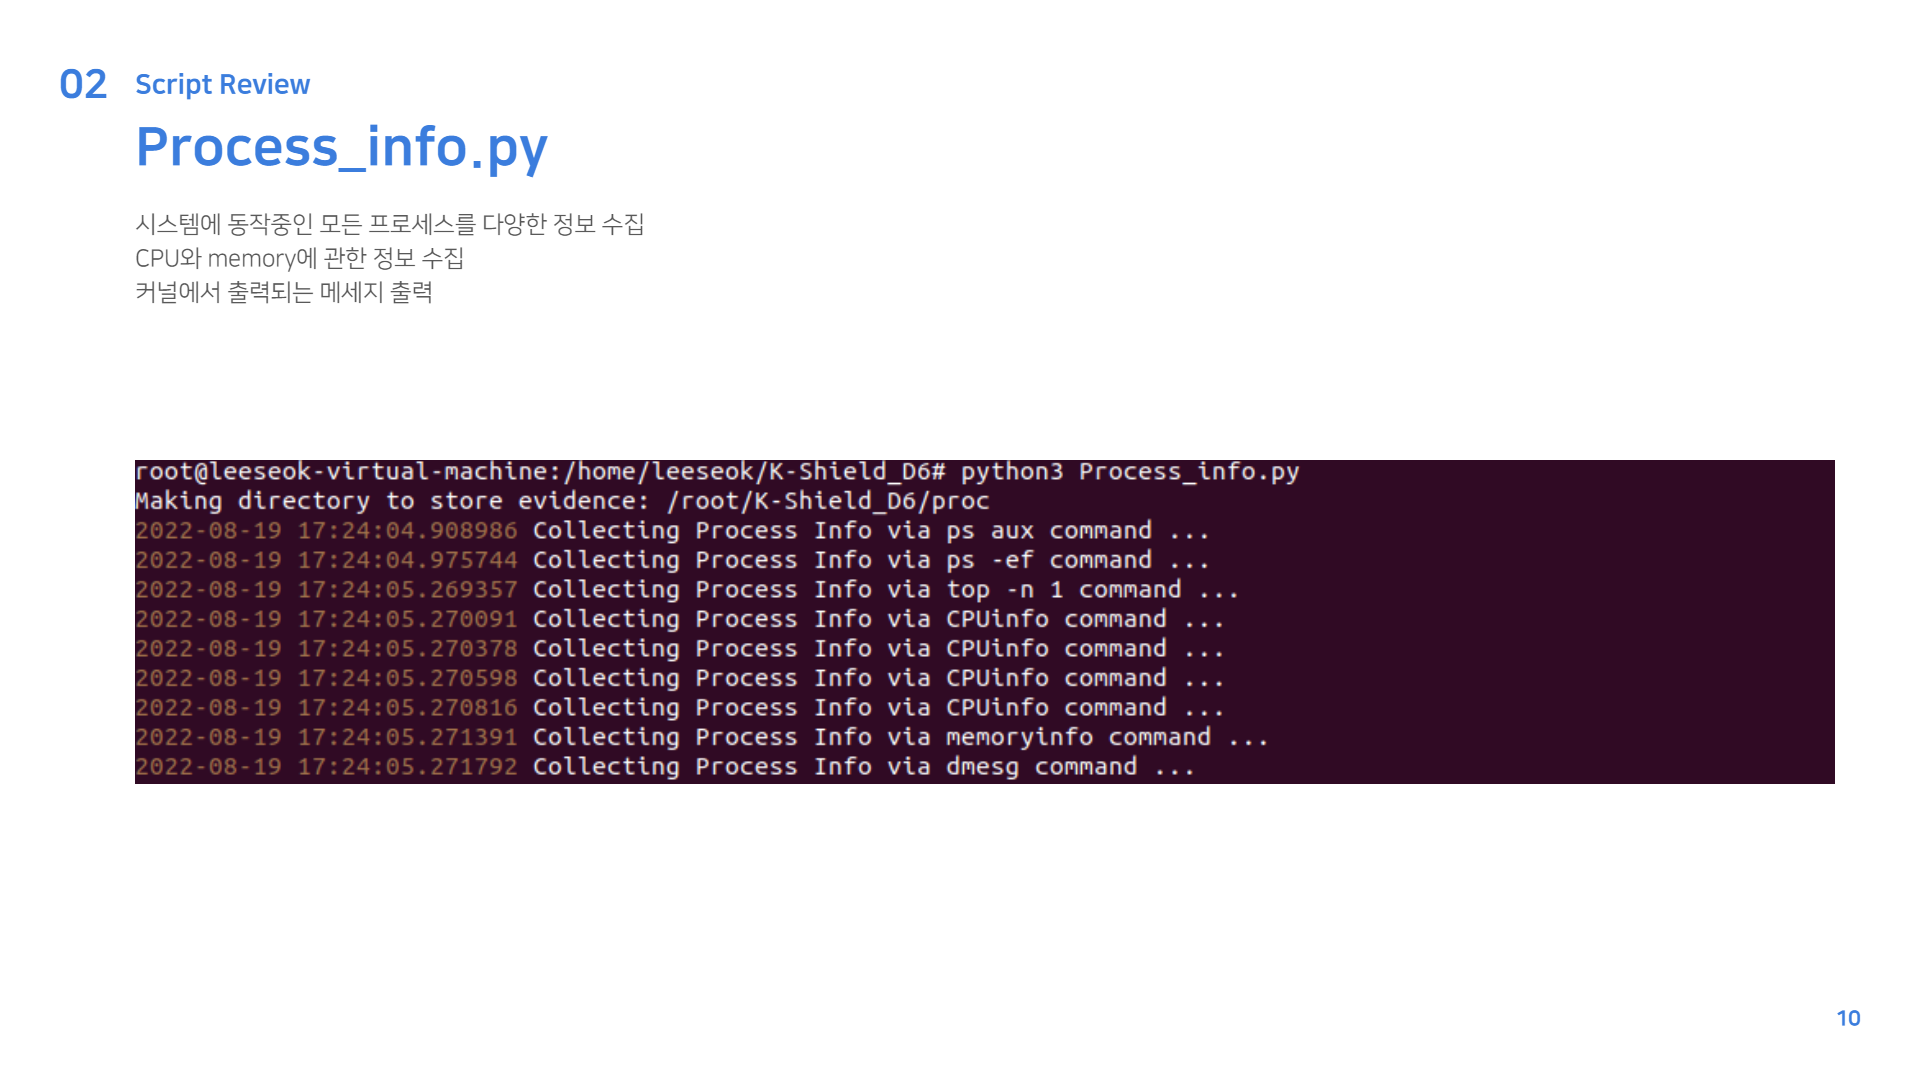 02 Script Review
Process_info.py
시스템에 동작중인 모든 프로세스를 다양한 정보 수집
CPU와 memory에 관한 정보 수집
커널에서 출력되는 메세지 출력
root@leeseok-virtual-machine:/home/leeseok/K-Shield_D6# python3 Process_info.py
Making directory to store evidence: /root/K-Shield_D6/proc
2022-08-19 17:24:04.908986 Collecting Process Info via ps aux command ...
2022-08-19 17:24:04.975744 Collecting Process Info via ps -ef command ...
2022-08-19 17:24:05.269357 Collecting Process Info via top -n 1 command ...
2022-08-19 17:24:05.270091 Collecting Process Info via CPUinfo command ...
2022-08-19 17:24:05.270378 Collecting Process Info via CPUinfo command ...
2022-08-19 17:24:05.270598 Collecting Process Info via CPUinfo command ...
2022-08-19 17:24:05.270816 Collecting Process Info via CPUinfo command ...
2022-08-19 17:24:05.271391 Collecting Process Info via memoryinfo command ...
2022-08-19 17:24:05.271792 Collecting Process Info via dmesg command ...
10